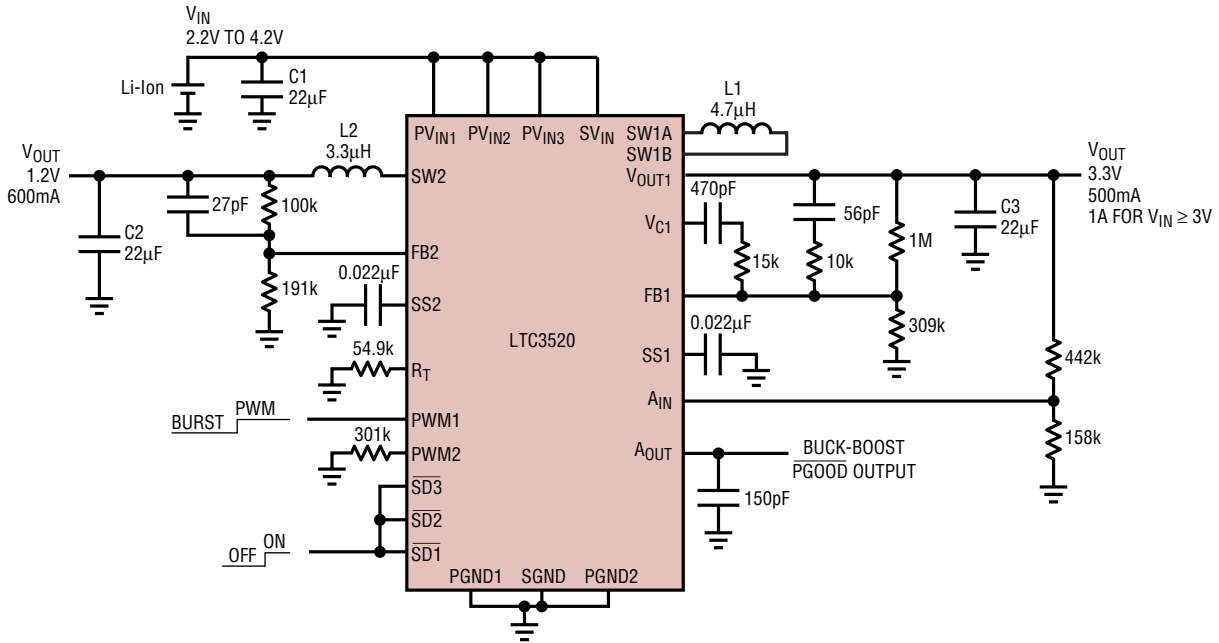 VIN
2.2V TO 4.2V
Li-Ion
C1
22µF
L1
4.7µH
PVIN1 PVIN2 PVIN3 SVIN
SW1A
SW1B
L2
3.3µH
VOUT
1.2V
600mA
SW2
VOUT1
VOUT
3.3V
500mA
1A FOR VIN ≥ 3V
27pF
100k
470pF
56pF
C3
22µF
VC1
1M
C2
22µF
FB2
15k
10k
191k
0.022µF
SS2
FB1
309k
0.022µF
LTC3520
SS1
54.9k
RT
442k
AIN
BURST PWM
PWM1
301k
PWM2
158k
AOUT
BUCK-BOOST
PGOOD OUTPUT
SD3
150pF
SD2
OFF ON
SD1
PGND1 SGND PGND2